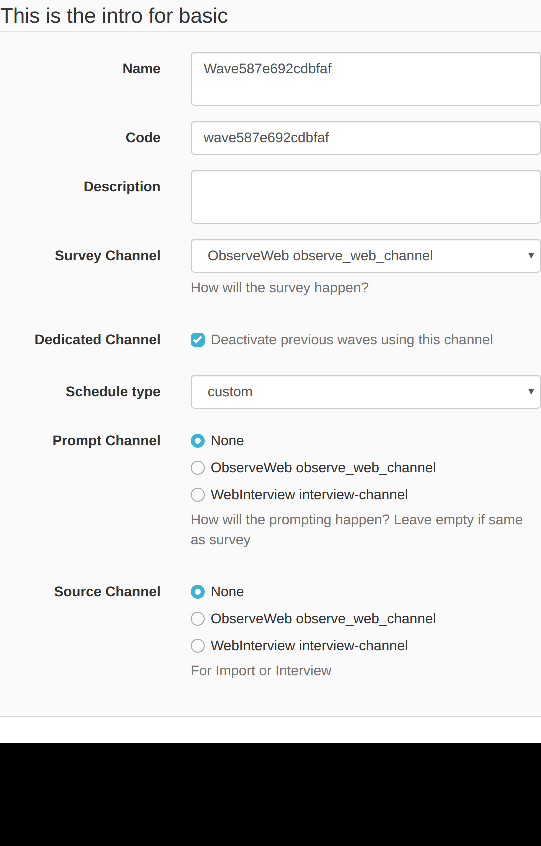 This is the intro for basic
Name
Wave587e692cdbfaf
Code
wave587e692cdbfaf
Description
Survey Channel
ObserveWeb observe_web_channel
How will the survey happen?
Dedicated Channel
Deactivate previous waves using this channel
Schedule type
custom
Prompt Channel
None
ObserveWeb observe_web_channel
WebInterview interview-channel
How will the prompting happen? Leave empty if same
as survey
Source Channel
None
ObserveWeb observe_web_channel
WebInterview interview-channel
For Import or Interview